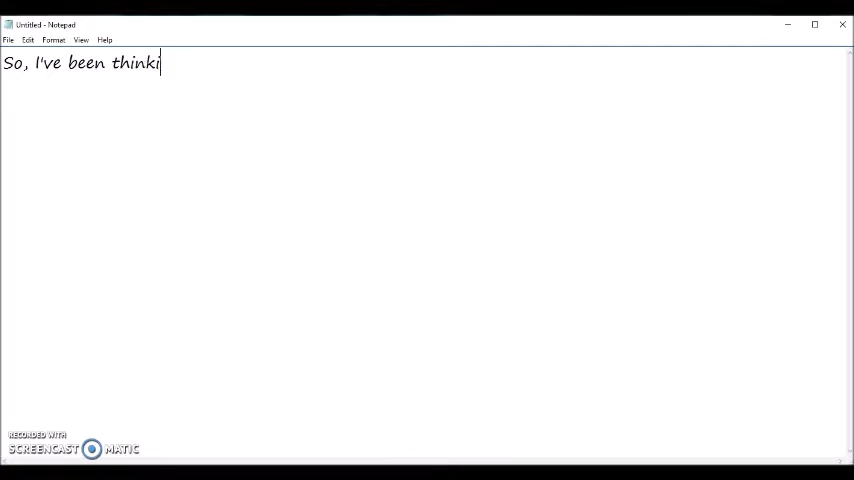 Untitled - Notepad
File Edit Format View Help
So, I've been thinki
RECORDED WITH
SCREENCAST MATIC